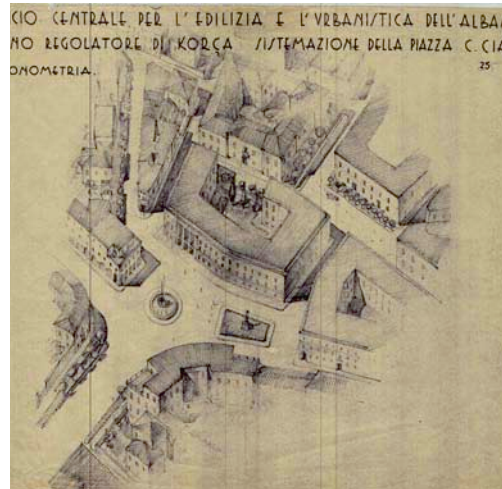 CIO CENTRALE PER L'EDILIZIA E L'VRBANISTICA DELL'ALBA
NO REGOLATORE DI KORÇA SISTEMAZIONE DELLA PIAZZA C. CIA
ONOMETRIA.
25